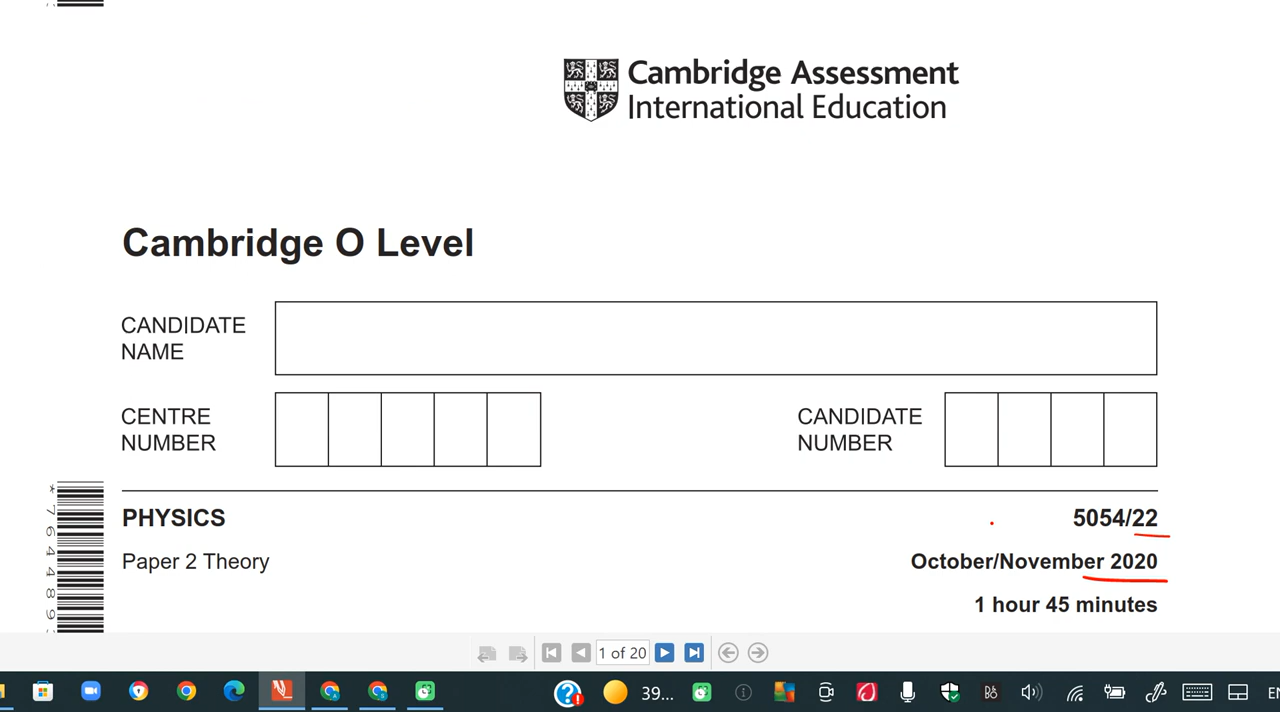 Cambridge Assessment
International Education
Cambridge O Level
CANDIDATE
NAME
CENTRE
NUMBER
CANDIDATE
NUMBER
PHYSICS
5054/22
Paper 2 Theory
October/November 2020
1 hour 45 minutes
1 of 20
39...
EN